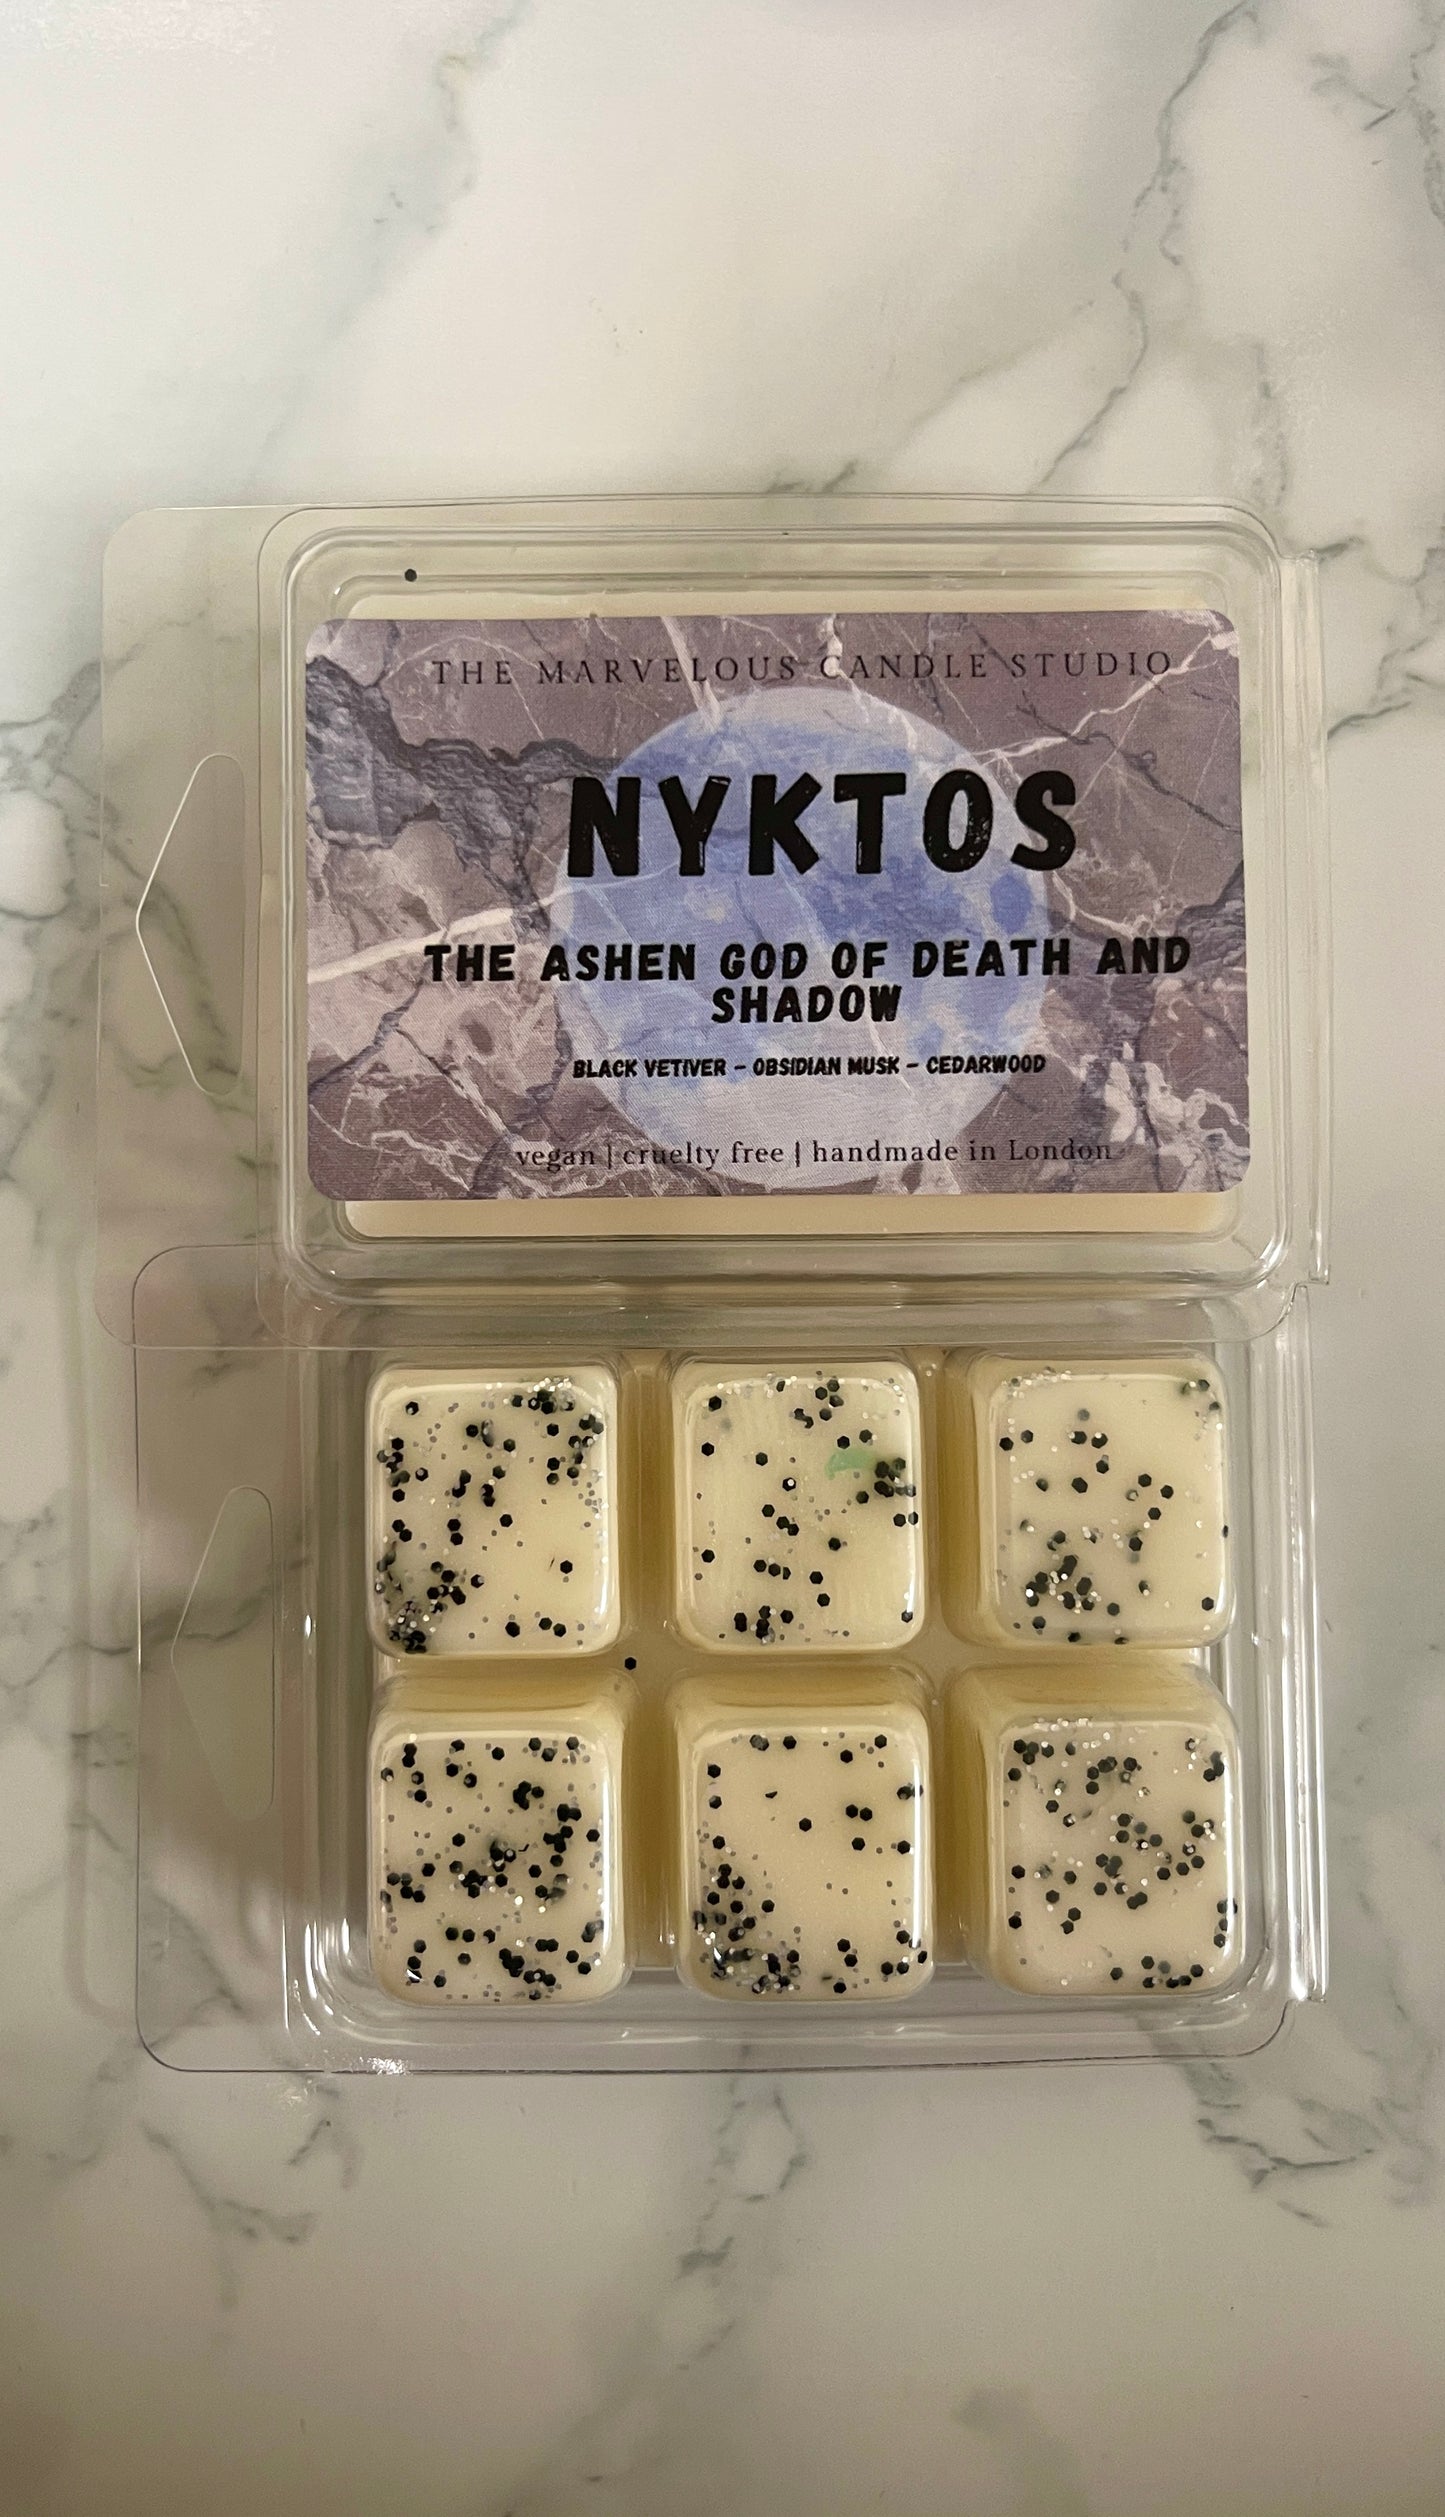 THE MARVELOUS CANDLE STUDIO
NYKTOS
THE ASHEN GOD OF DEATH AND
SHADOW
BLACK VETIVER – OBSIDIAN MUSK – CEDARWOOD
vegan | cruelty free | handmade in London